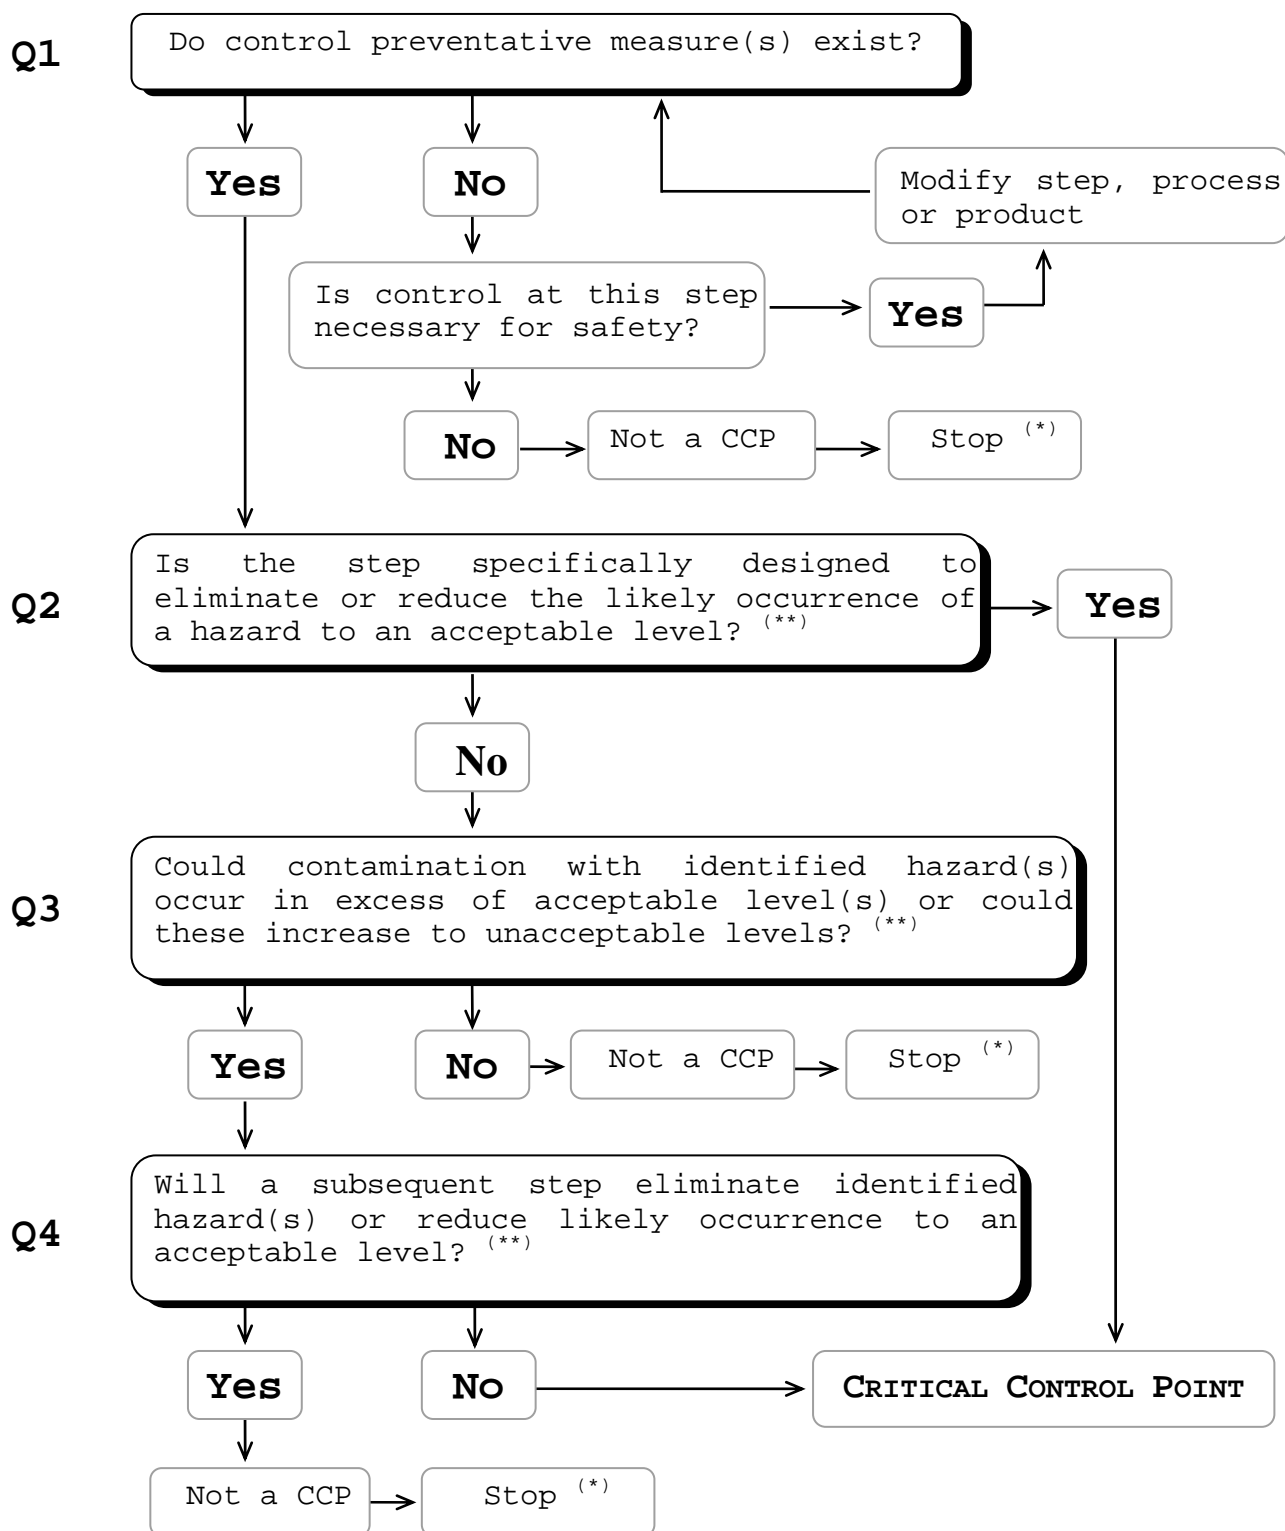 Q1
Do control preventative measure(s) exist?
Yes
No
Modify step, process
or product
Is control at this step
necessary for safety?
Yes
No
Not a CCP
Stop (*)
Q2
Is the step specifically designed to
eliminate or reduce the likely occurrence of
a hazard to an acceptable level? (**)
Yes
No
Q3
Could contamination with identified hazard(s)
occur in excess of acceptable level(s) or could
these increase to unacceptable levels? (**)
Yes
No
Not a CCP
Stop (*)
Q4
Will a subsequent step eliminate identified
hazard(s) or reduce likely occurrence to an
acceptable level? (**)
Yes
No
CRITICAL CONTROL POINT
Not a CCP
Stop (*)